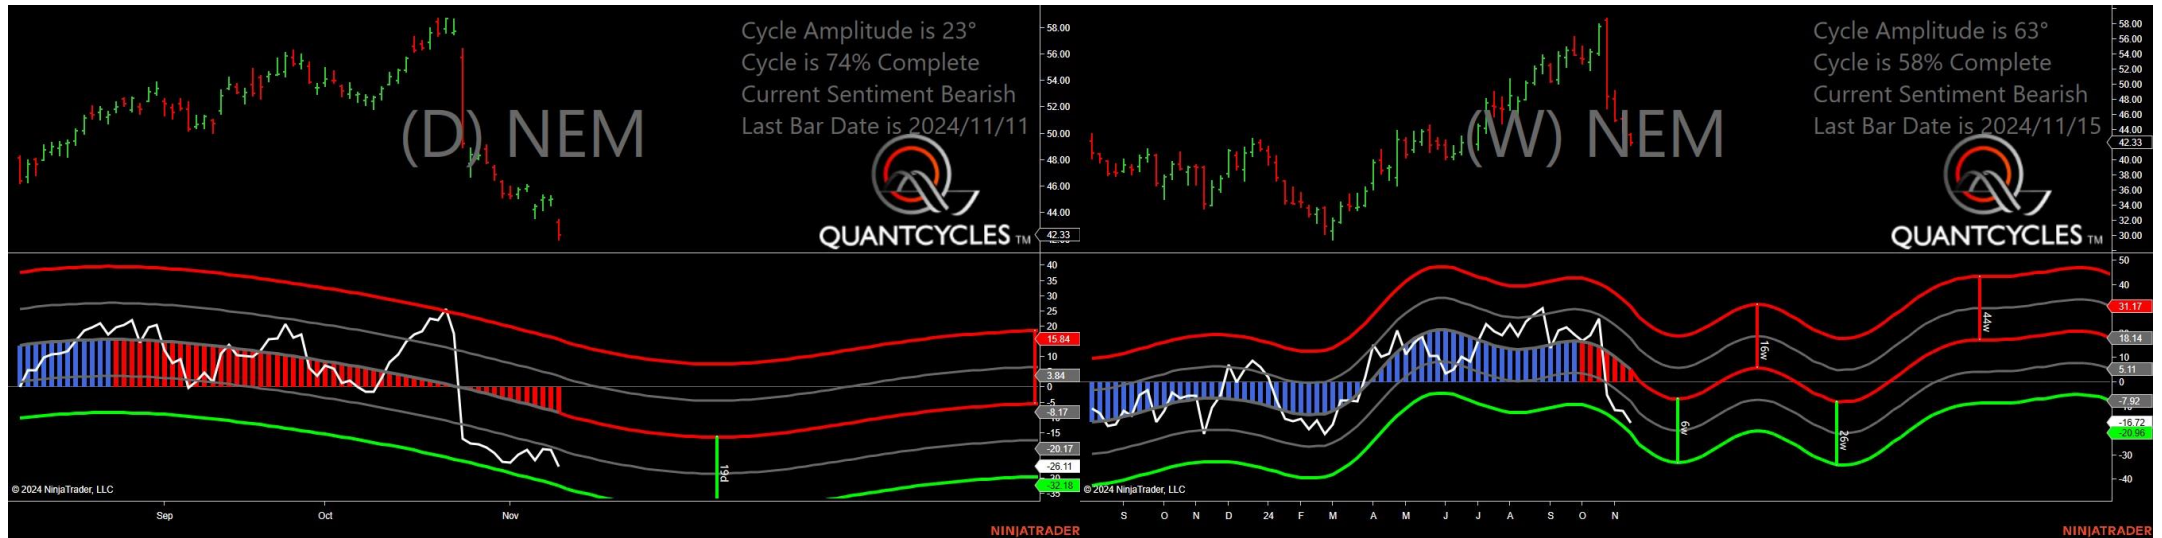 Cycle Amplitude is 23°
Cycle is 74% Complete
Current Sentiment Bearish
Last Bar Date is 2024/11/11
(D) NEM
QUANTCYCLES TM
58.00
56.00
54.00
52.00
50.00
48.00
46.00
44.00
42.33
40
35
30
25
20
15.84
10
3.84
0
-5
-8.17
-15
-20.17
-26.11
-32.18
-35
19d
© 2024 NinjaTrader, LLC
Sep Oct Nov
NINJATRADER
Cycle Amplitude is 63°
Cycle is 58% Complete
Current Sentiment Bearish
Last Bar Date is 2024/11/15
(W) NEM
QUANTCYCLES TM
58.00
56.00
54.00
52.00
50.00
48.00
46.00
44.00
42.33
40.00
38.00
36.00
34.00
32.00
30.00
50
40
31.17
18.14
10
5.11
0
-7.92
-16.72
-20.96
-30
-40
6w
16w
26w
44w
© 2024 NinjaTrader, LLC
S O N D 24 F M A M J J A S O N
NINJATRADER